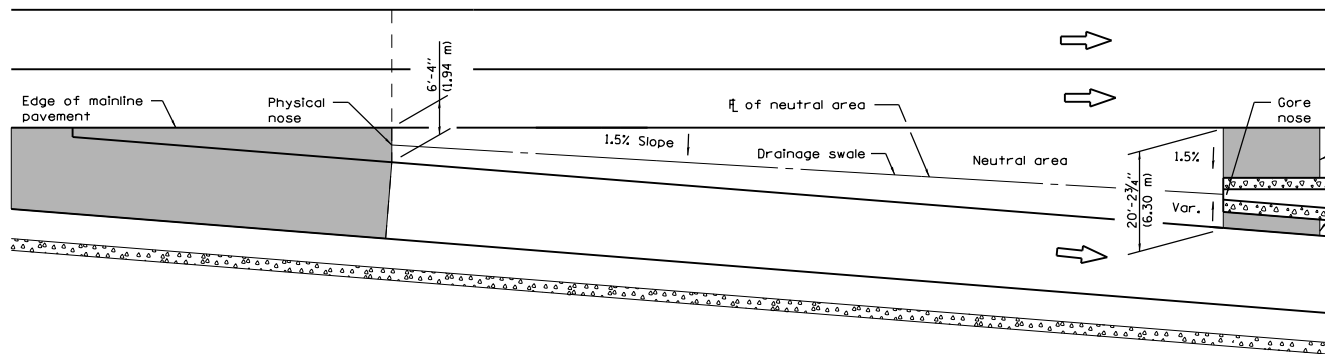 6'-4"
(1.94 m)
Edge of mainline
pavement
Physical
nose
1.5% Slope
Drainage swale
℄ of neutral area
Neutral area
20'-2¾"
(6.30 m)
1.5%
Var.
Gore
nose